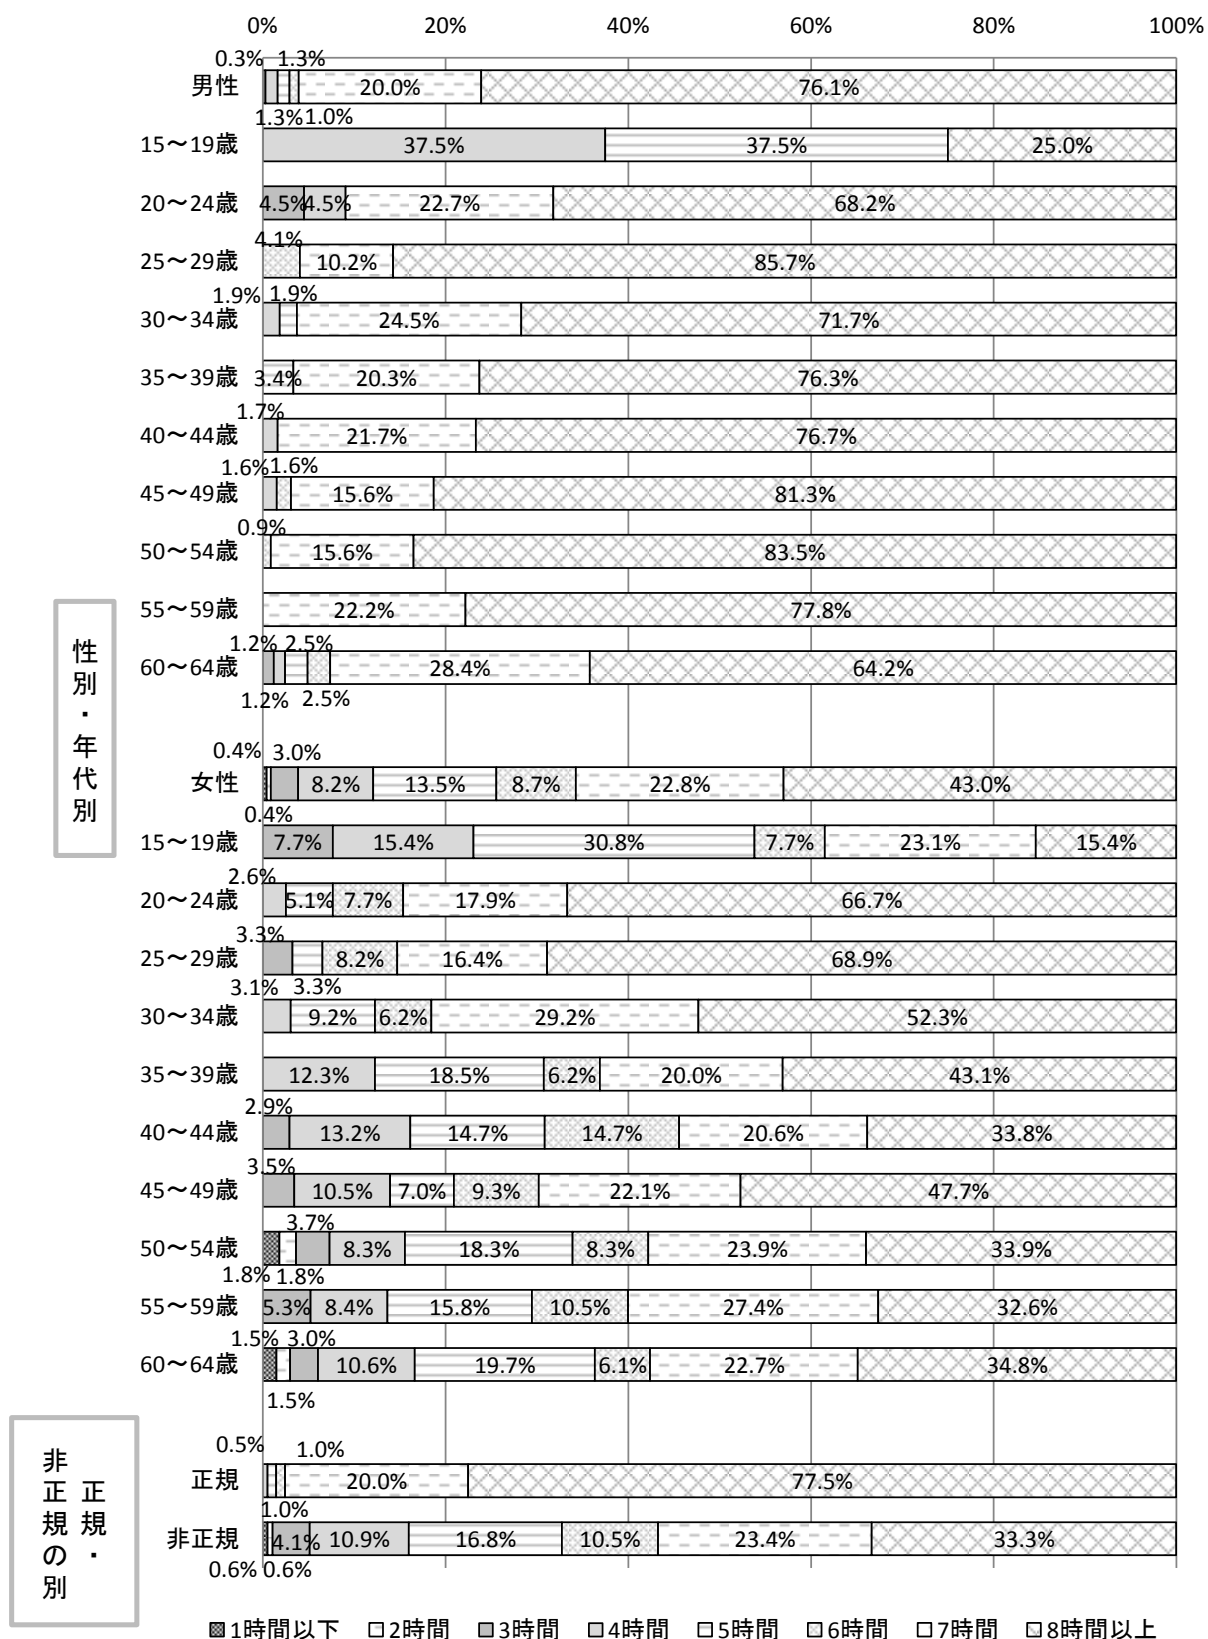 0% 20% 40% 60% 80% 100%
0.3% 1.3%
男性 20.0% 76.1%
1.3% 1.0%
15～19歳 37.5% 37.5% 25.0%
20～24歳 4.5% 4.5% 22.7% 68.2%
4.1%
25～29歳 10.2% 85.7%
1.9% 1.9%
30～34歳 24.5% 71.7%
35～39歳 3.4% 20.3% 76.3%
1.7%
40～44歳 21.7% 76.7%
1.6% 1.6%
45～49歳 15.6% 81.3%
0.9%
50～54歳 15.6% 83.5%
55～59歳 22.2% 77.8%
1.2% 2.5%
60～64歳 28.4% 64.2%
1.2% 2.5%
性別・年代別
0.4% 3.0%
女性 8.2% 13.5% 8.7% 22.8% 43.0%
0.4%
15～19歳 7.7% 15.4% 30.8% 7.7% 23.1% 15.4%
2.6%
20～24歳 5.1% 7.7% 17.9% 66.7%
3.3%
25～29歳 8.2% 16.4% 68.9%
3.1% 3.3%
30～34歳 9.2% 6.2% 29.2% 52.3%
35～39歳 12.3% 18.5% 6.2% 20.0% 43.1%
2.9%
40～44歳 13.2% 14.7% 14.7% 20.6% 33.8%
3.5%
45～49歳 10.5% 7.0% 9.3% 22.1% 47.7%
3.7%
50～54歳 8.3% 18.3% 8.3% 23.9% 33.9%
1.8% 1.8%
55～59歳 5.3% 8.4% 15.8% 10.5% 27.4% 32.6%
1.5% 3.0%
60～64歳 10.6% 19.7% 6.1% 22.7% 34.8%
1.5%
正規・
非正規の別
0.5% 1.0%
正規 20.0% 77.5%
1.0%
非正規 4.1% 10.9% 16.8% 10.5% 23.4% 33.3%
0.6% 0.6%
1時間以下 2時間 3時間 4時間 5時間 6時間 7時間 8時間以上